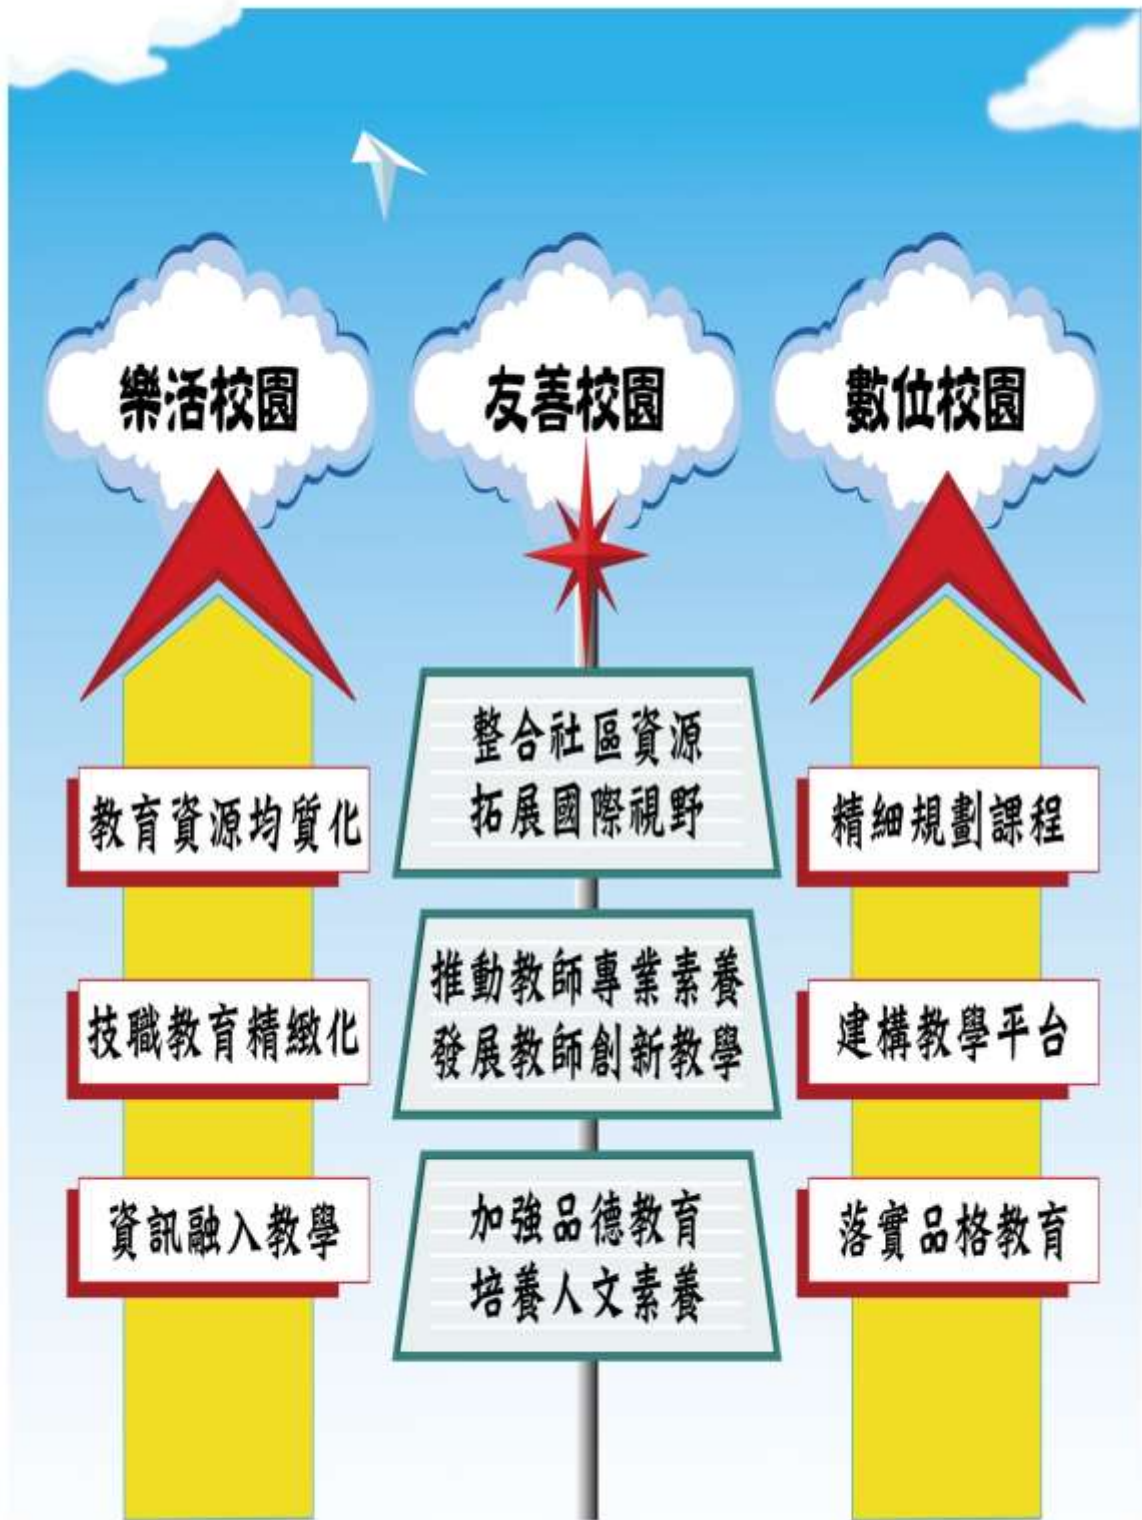 樂活校園
友善校園
數位校園
教育資源均質化
技職教育精緻化
資訊融入教學
整合社區資源
拓展國際視野
推動教師專業素養
發展教師創新教學
加強品德教育
培養人文素養
精細規劃課程
建構教學平台
落實品格教育